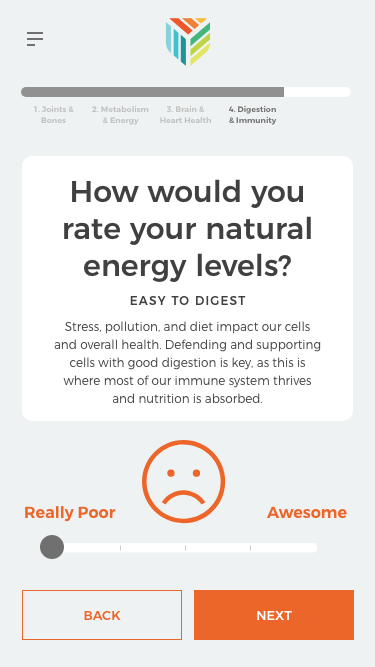 1. Joints & Bones
2. Metabolism & Energy
3. Brain & Heart Health
4. Digestion & Immunity
How would you
rate your natural
energy levels?
EASY TO DIGEST
Stress, pollution, and diet impact our cells
and overall health. Defending and supporting
cells with good digestion is key, as this is
where most of our immune system thrives
and nutrition is absorbed.
Really Poor
Awesome
BACK
NEXT